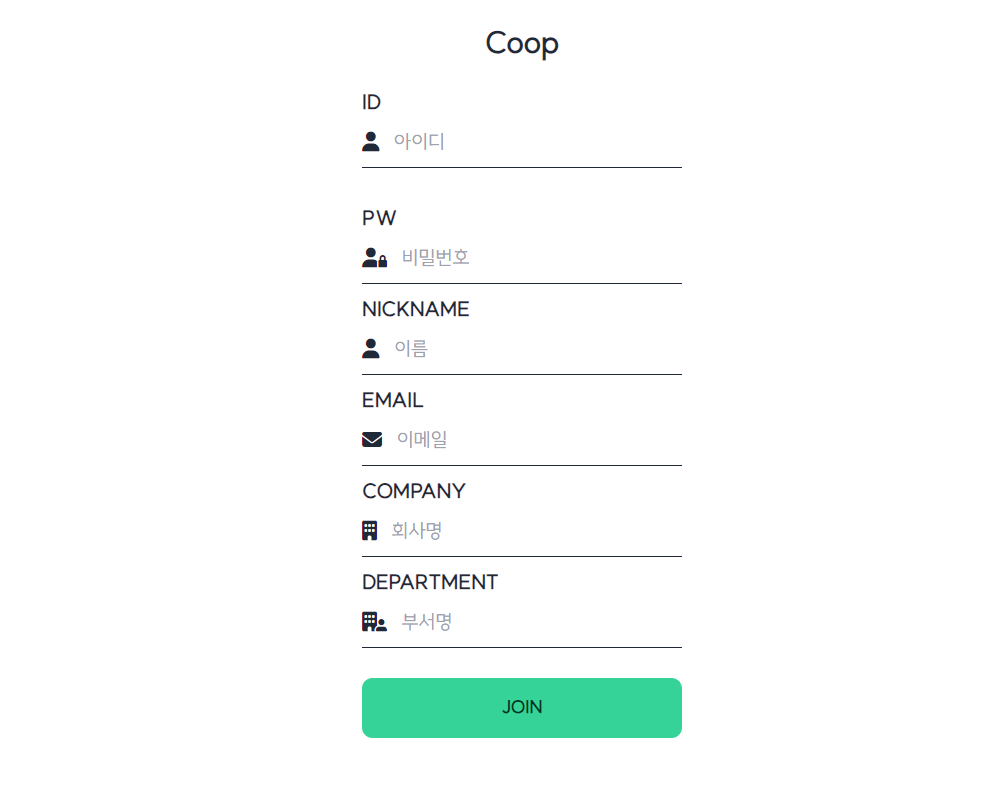 Coop
ID
아이디
PW
비밀번호
NICKNAME
이름
EMAIL
이메일
COMPANY
회사명
DEPARTMENT
부서명
JOIN